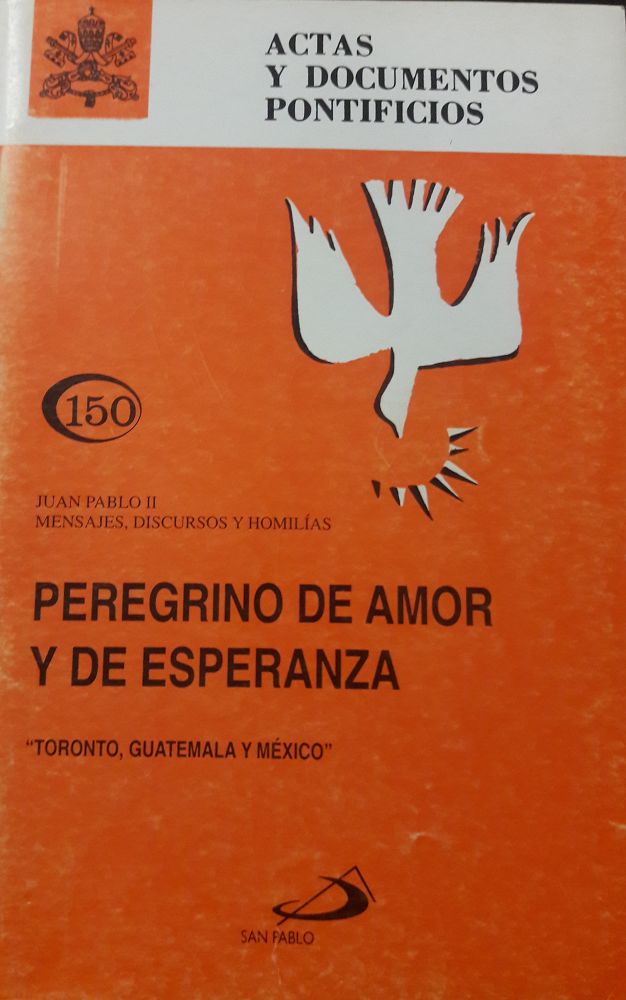 ACTAS
Y DOCUMENTOS
PONTIFICIOS
150
JUAN PABLO II
MENSAJES, DISCURSOS Y HOMILÍAS
PEREGRINO DE AMOR
Y DE ESPERANZA
"TORONTO, GUATEMALA Y MÉXICO"
SAN PABLO